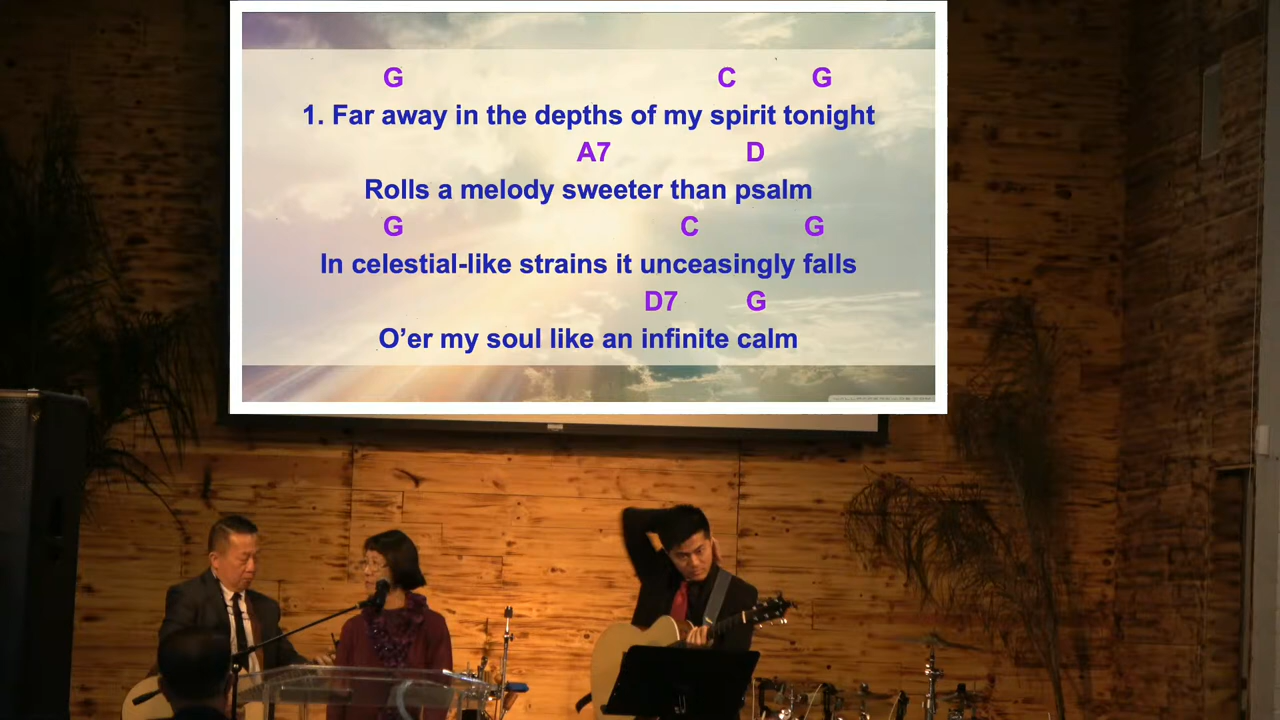 G C G
1. Far away in the depths of my spirit tonight
A7 D
Rolls a melody sweeter than psalm
G C G
In celestial-like strains it unceasingly falls
D7 G
O’er my soul like an infinite calm